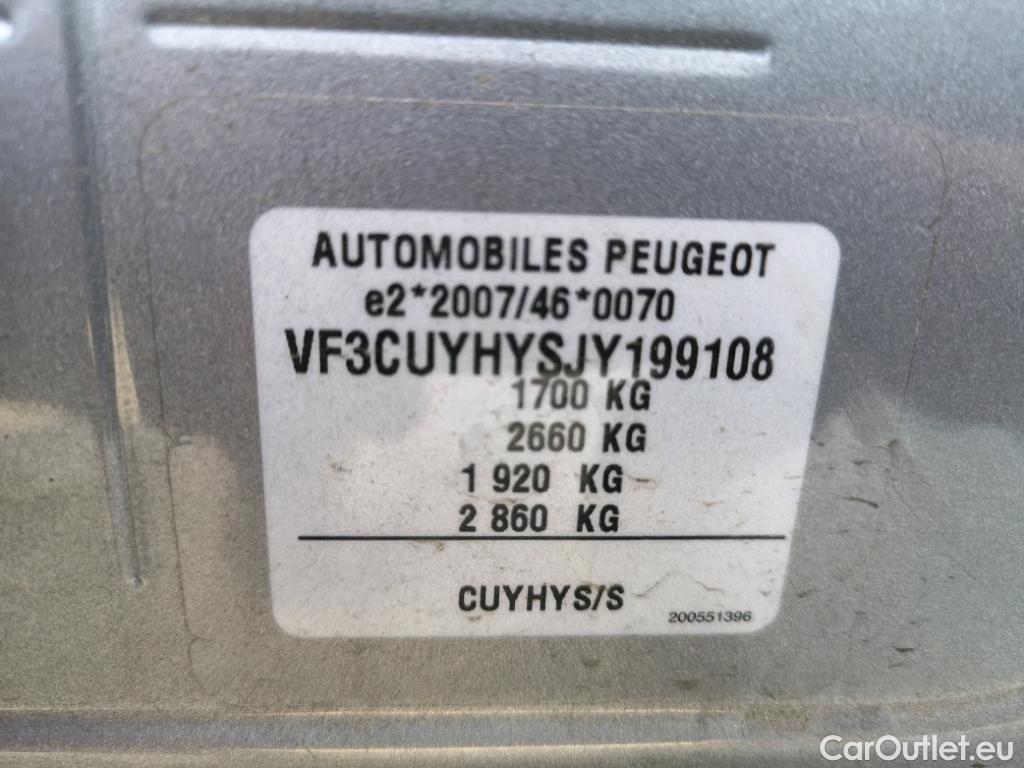 AUTOMOBILES PEUGEOT
e2*2007/46*0070
VF3CUYHYSJY199108
1700 KG
2660 KG
1 920 KG
2 860 KG
CUYHYS/S
200551396
CarOutlet.eu